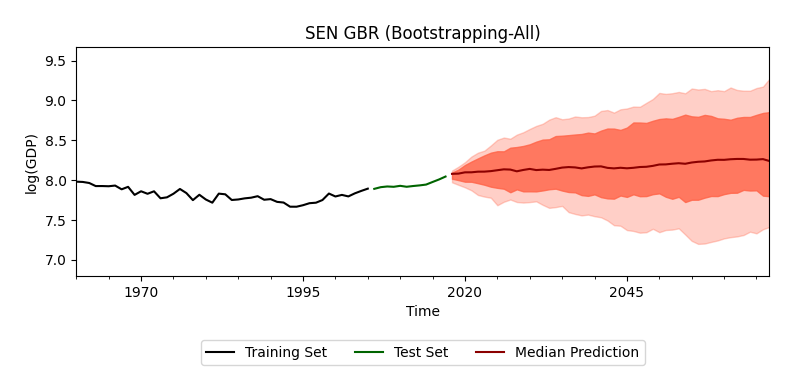 SEN GBR (Bootstrapping-All)
9.5
9.0
8.5
8.0
7.5
7.0
log(GDP)
1970 1995 2020 2045
Time
Training Set Test Set Median Prediction